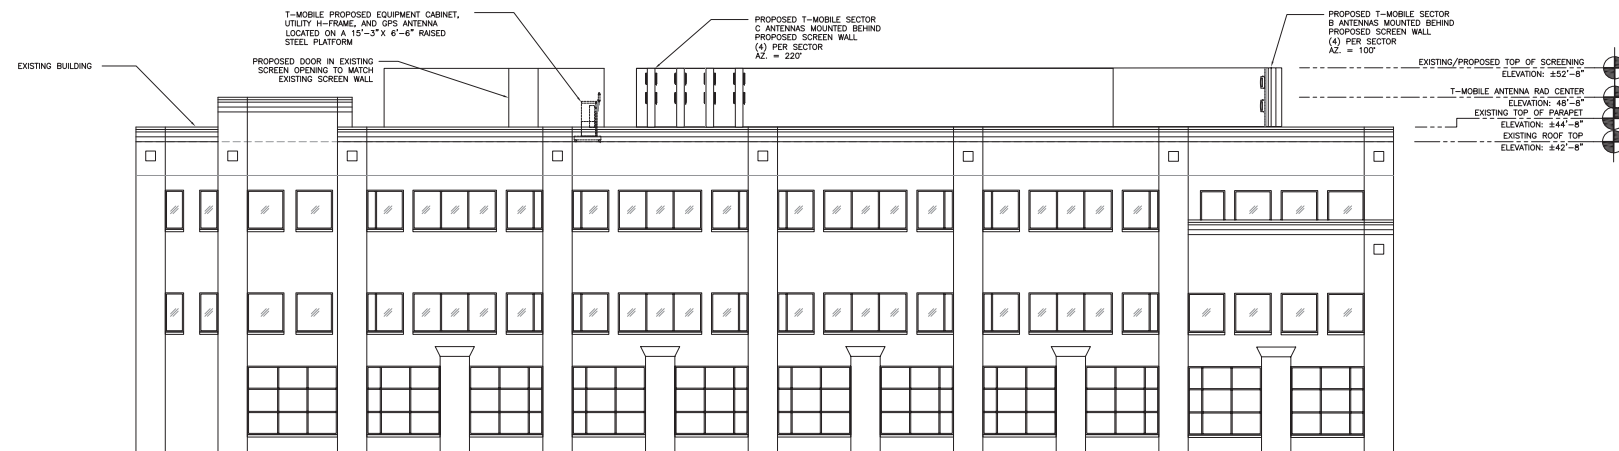 T-MOBILE PROPOSED EQUIPMENT CABINET,
UTILITY H-FRAME, AND GPS ANTENNA
LOCATED ON A 15'-3"X 6'-6" RAISED
STEEL PLATFORM
PROPOSED T-MOBILE SECTOR
C ANTENNAS MOUNTED BEHIND
PROPOSED SCREEN WALL
(4) PER SECTOR
AZ. = 220°
PROPOSED T-MOBILE SECTOR
B ANTENNAS MOUNTED BEHIND
PROPOSED SCREEN WALL
(4) PER SECTOR
AZ. = 100°
EXISTING BUILDING
PROPOSED DOOR IN EXISTING
SCREEN OPENING TO MATCH
EXISTING SCREEN WALL
EXISTING/PROPOSED TOP OF SCREENING
ELEVATION: ±52'-8"
T-MOBILE ANTENNA RAD CENTER
ELEVATION: 48'-8"
EXISTING TOP OF PARAPET
ELEVATION: ±44'-8"
EXISTING ROOF TOP
ELEVATION: ±42'-8"